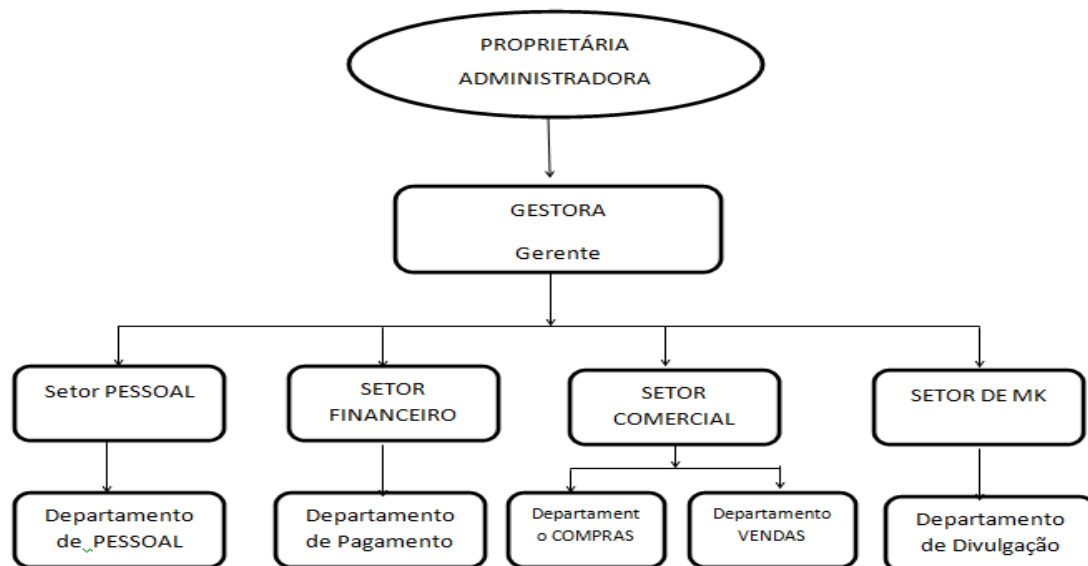 PROPRIETÁRIA
ADMINISTRADORA
GESTORA
Gerente
Setor PESSOAL
SETOR
FINANCEIRO
SETOR
COMERCIAL
SETOR DE MK
Departamento
de PESSOAL
Departamento
de Pagamento
Departament
o COMPRAS
Departamento
VENDAS
Departamento
de Divulgação